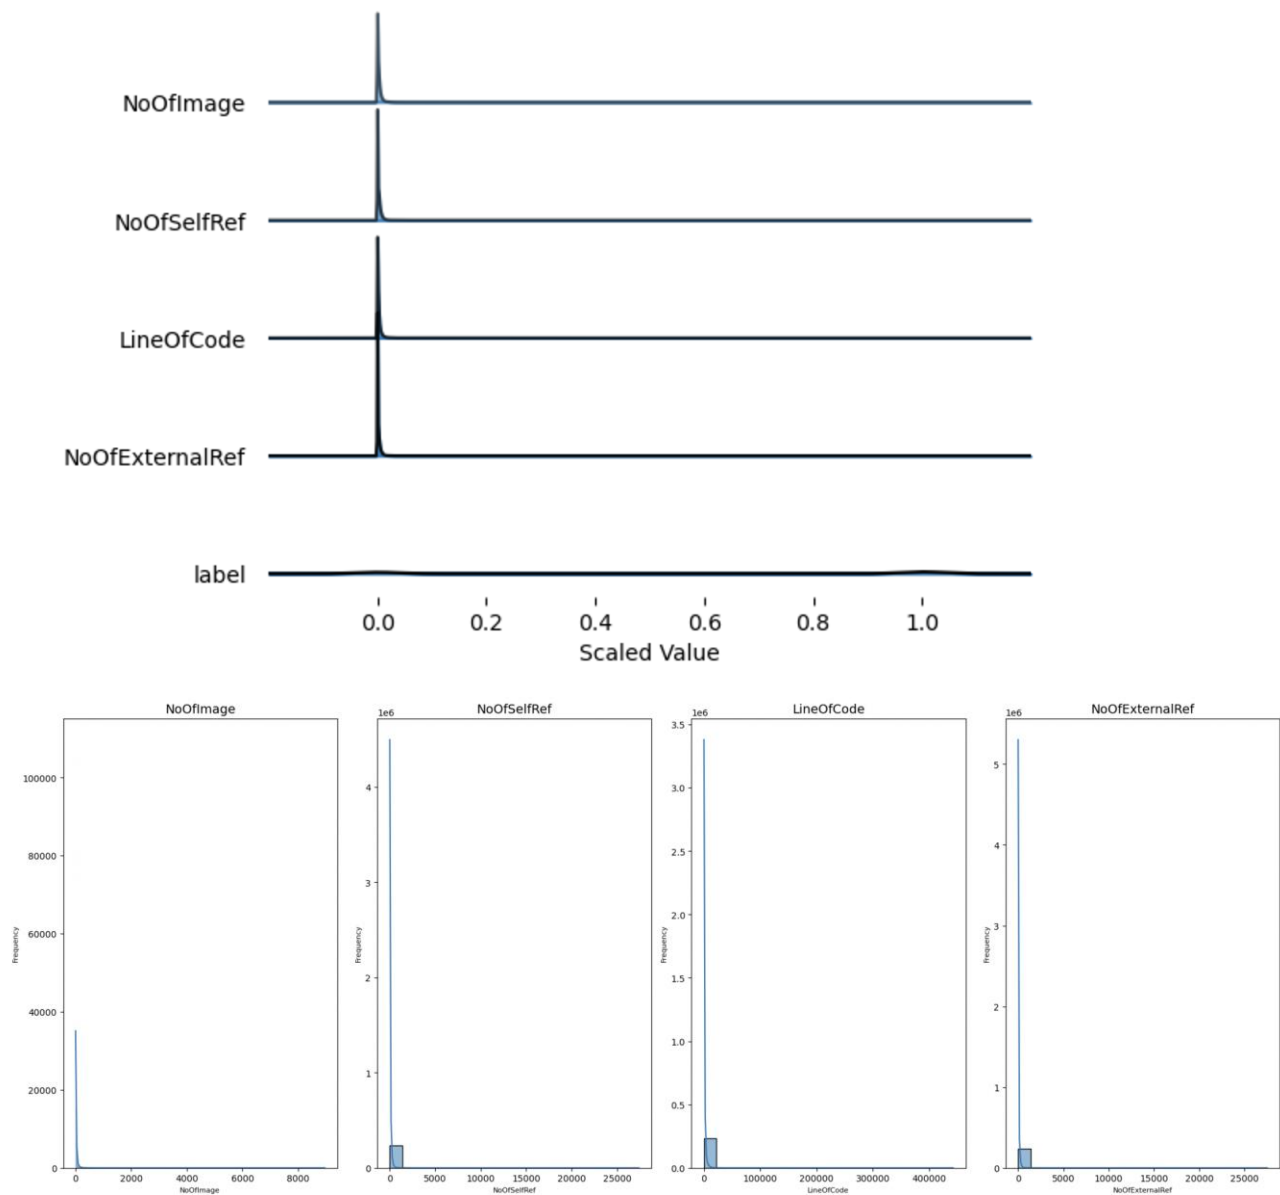 NoOfImage
NoOfSelfRef
LineOfCode
NoOfExternalRef
label
0.0 0.2 0.4 0.6 0.8 1.0
Scaled Value
NoOfImage
100000
80000
60000
40000
20000
0
Frequency
0 2000 4000 6000 8000
NoOfImage
NoOfSelfRef
1e6
4
3
2
1
0
Frequency
0 5000 10000 15000 20000 25000
NoOfSelfRef
LineOfCode
1e6
3.5
3.0
2.5
2.0
1.5
1.0
0.5
0.0
Frequency
0 100000 200000 300000 400000
LineOfCode
NoOfExternalRef
1e6
5
4
3
2
1
0
Frequency
0 5000 10000 15000 20000 25000
NoOfExternalRef